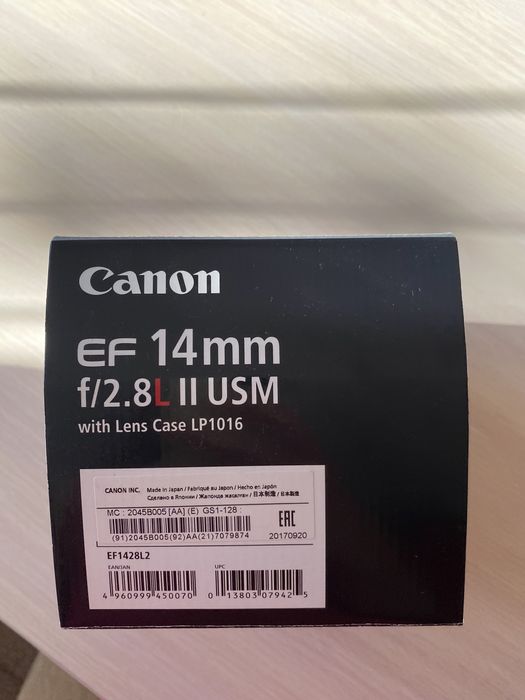 Canon
EF 14mm
f/2.8L II USM
with Lens Case LP1016
CANON INC. Made in Japan / Fabriqué au Japon / Hecho en Japón
Сделано в Японии / Жапонда жасалган / 日本制造 / 日本製造
MC : 2045B005 [AA] (E) GS1-128 :
(91)2045B005(92)AA(21)7079874
EAC
20170920
EF1428L2
EAN/JAN
UPC
4 960999 450070
0 13803 07942 5